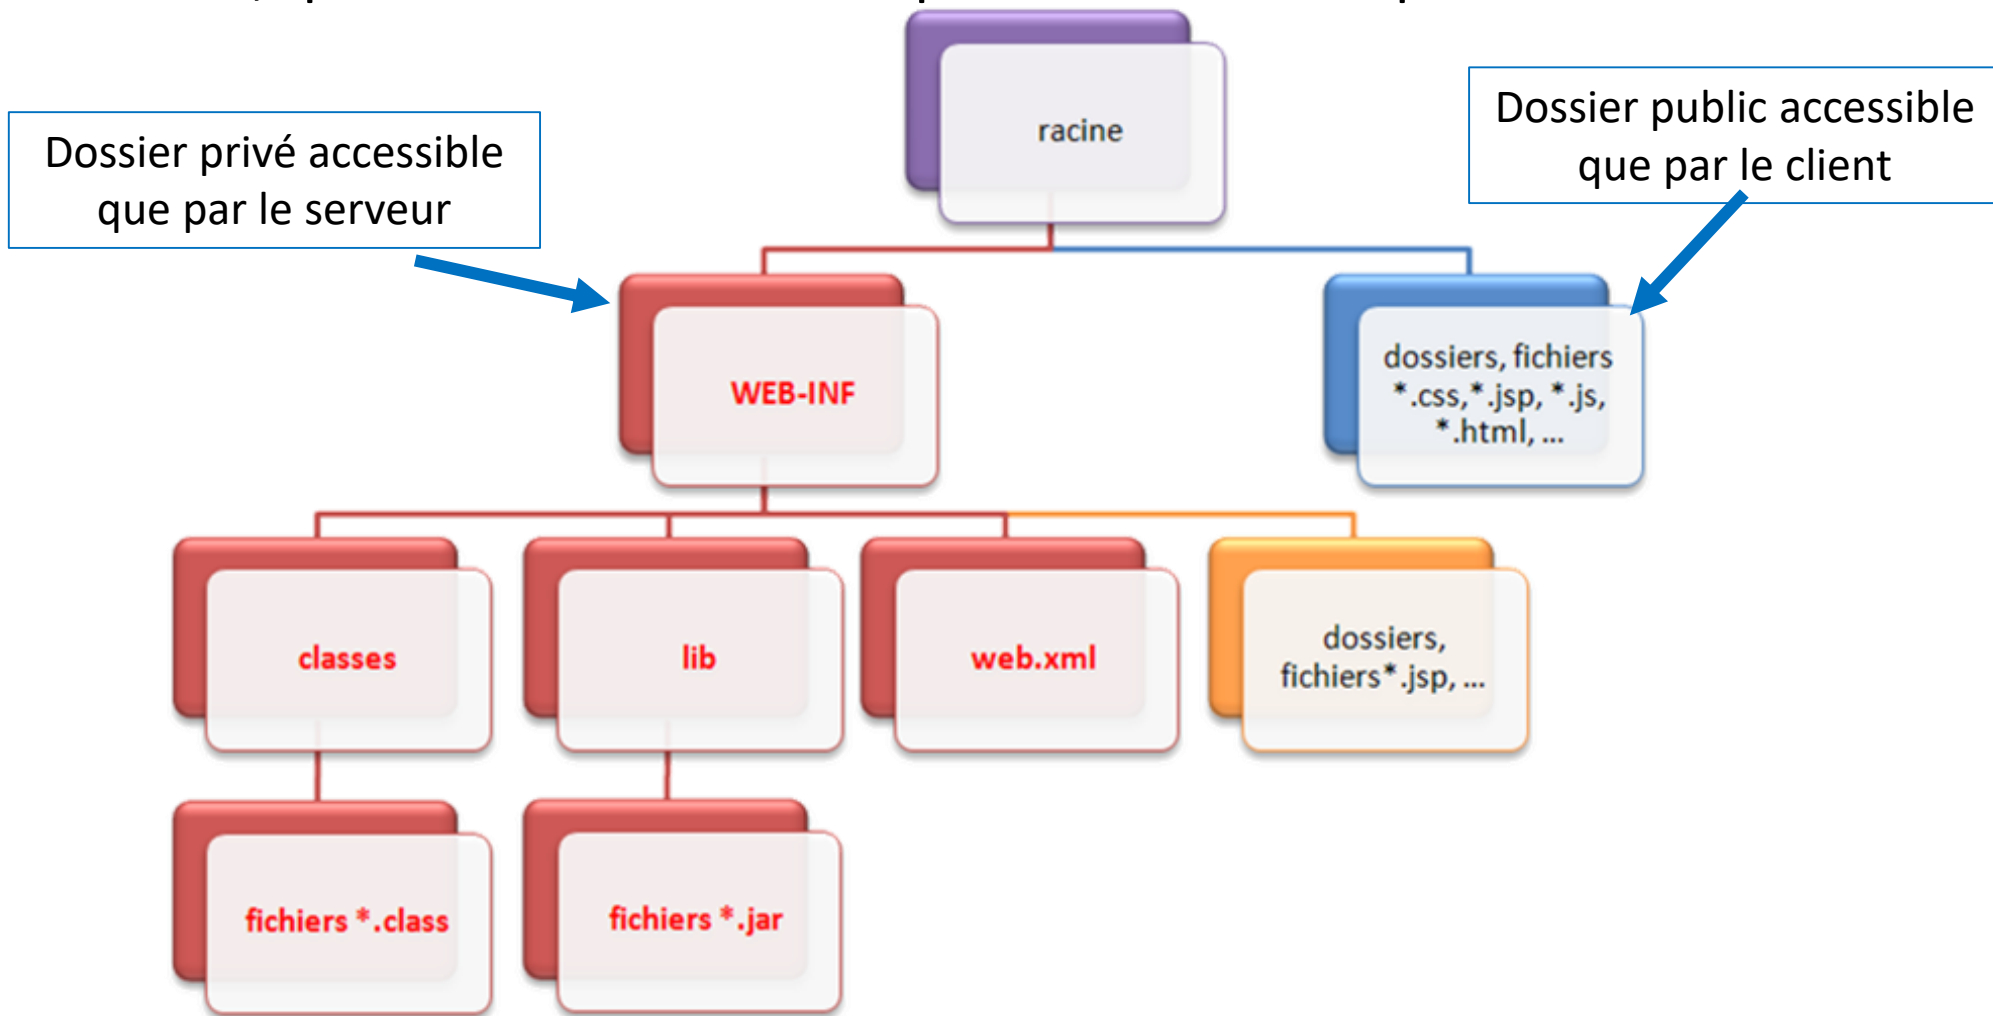 racine
Dossier privé accessible
que par le serveur
Dossier public accessible
que par le client
WEB-INF
dossiers, fichiers
*.css,*.jsp, *.js,
*.html, ...
classes
lib
web.xml
dossiers,
fichiers*.jsp, ...
fichiers *.class
fichiers *.jar